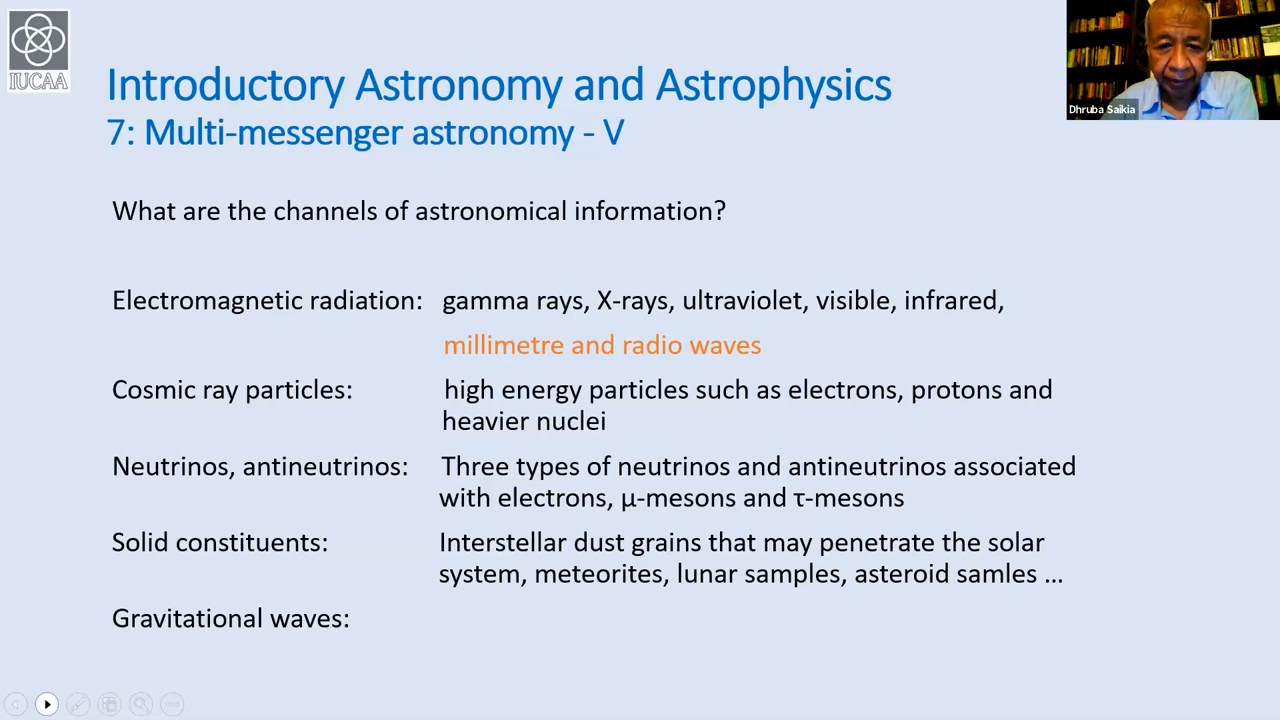 IUCAA
Introductory Astronomy and Astrophysics
7: Multi-messenger astronomy - V
Dhruba Saikia
What are the channels of astronomical information?
Electromagnetic radiation: gamma rays, X-rays, ultraviolet, visible, infrared,
millimetre and radio waves
Cosmic ray particles: high energy particles such as electrons, protons and
heavier nuclei
Neutrinos, antineutrinos: Three types of neutrinos and antineutrinos associated
with electrons, μ-mesons and τ-mesons
Solid constituents: Interstellar dust grains that may penetrate the solar
system, meteorites, lunar samples, asteroid samles ...
Gravitational waves: